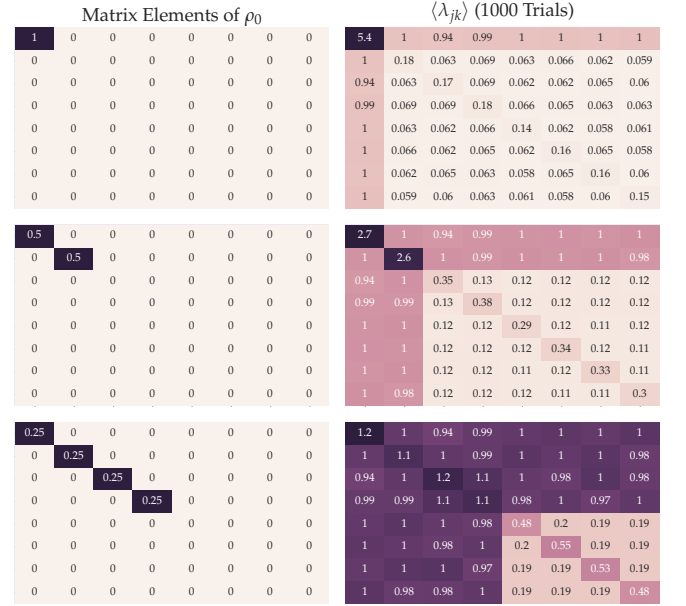 Matrix Elements of ρ₀ ⟨λⱼₖ⟩ (1000 Trials)
1 0 0 0 0 0 0 0 5.4 1 0.94 0.99 1 1 1 1
0 0 0 0 0 0 0 0 1 0.18 0.063 0.069 0.063 0.066 0.062 0.059
0 0 0 0 0 0 0 0 0.94 0.063 0.17 0.069 0.062 0.062 0.065 0.06
0 0 0 0 0 0 0 0 0.99 0.069 0.069 0.18 0.066 0.065 0.063 0.063
0 0 0 0 0 0 0 0 1 0.063 0.062 0.066 0.14 0.062 0.058 0.061
0 0 0 0 0 0 0 0 1 0.066 0.062 0.065 0.062 0.16 0.065 0.058
0 0 0 0 0 0 0 0 1 0.062 0.065 0.063 0.058 0.065 0.16 0.06
0 0 0 0 0 0 0 0 1 0.059 0.06 0.063 0.061 0.058 0.06 0.15
0.5 0 0 0 0 0 0 0 2.7 1 0.94 0.99 1 1 1 1
0 0.5 0 0 0 0 0 0 1 2.6 1 0.99 1 1 1 0.98
0 0 0 0 0 0 0 0 0.94 1 0.35 0.13 0.12 0.12 0.12 0.12
0 0 0 0 0 0 0 0 0.99 0.99 0.13 0.38 0.12 0.12 0.12 0.12
0 0 0 0 0 0 0 0 1 1 0.12 0.12 0.29 0.12 0.11 0.12
0 0 0 0 0 0 0 0 1 1 0.12 0.12 0.12 0.34 0.12 0.11
0 0 0 0 0 0 0 0 1 1 0.12 0.12 0.11 0.12 0.33 0.11
0 0 0 0 0 0 0 0 1 0.98 0.12 0.12 0.12 0.11 0.11 0.3
0.25 0 0 0 0 0 0 0 1.2 1 0.94 0.99 1 1 1 1
0 0.25 0 0 0 0 0 0 1 1.1 1 0.99 1 1 1 0.98
0 0 0.25 0 0 0 0 0 0.94 1 1.2 1.1 1 0.98 1 0.98
0 0 0 0.25 0 0 0 0 0.99 0.99 1.1 1.1 0.98 1 0.97 1
0 0 0 0 0 0 0 0 1 1 1 0.98 0.48 0.2 0.19 0.19
0 0 0 0 0 0 0 0 1 1 0.98 1 0.2 0.55 0.19 0.19
0 0 0 0 0 0 0 0 1 1 1 0.97 0.19 0.19 0.53 0.19
0 0 0 0 0 0 0 0 1 0.98 0.98 1 0.19 0.19 0.19 0.48